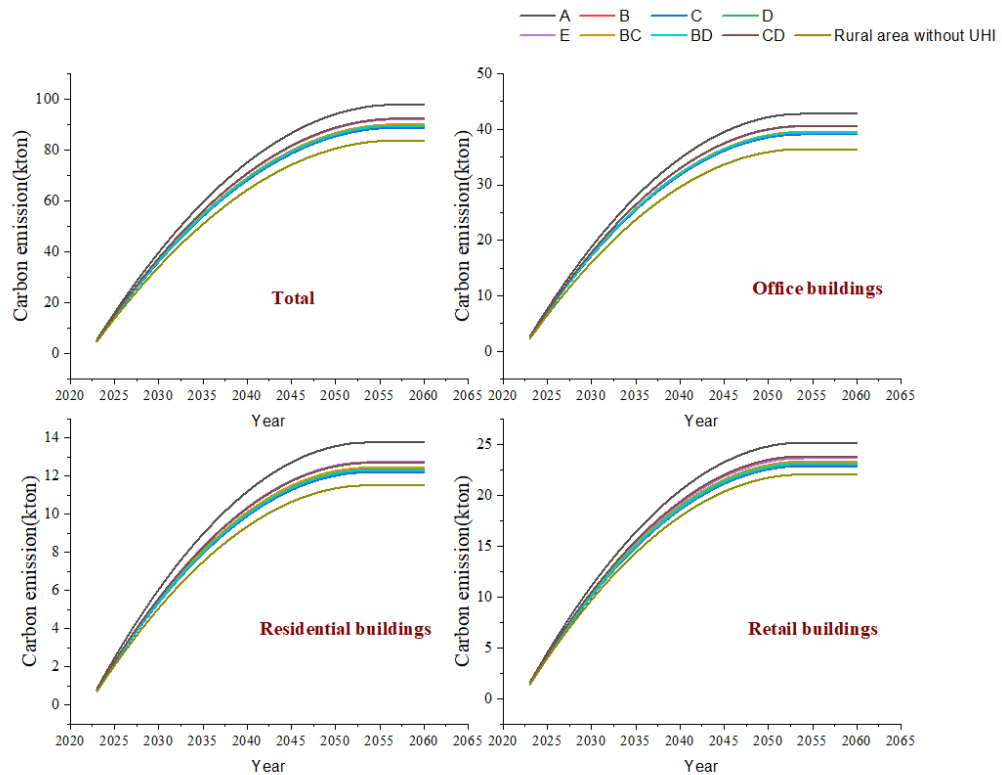 A B C D
E BC BD CD Rural area without UHI
Carbon emission(kton)
100
80
60
40
20
0
Total
2020 2025 2030 2035 2040 2045 2050 2055 2060 2065
Year
Carbon emission(kton)
50
40
30
20
10
0
Office buildings
2020 2025 2030 2035 2040 2045 2050 2055 2060 2065
Year
Carbon emission(kton)
14
12
10
8
6
4
2
0
Residential buildings
2020 2025 2030 2035 2040 2045 2050 2055 2060 2065
Year
Carbon emission(kton)
25
20
15
10
5
0
Retail buildings
2020 2025 2030 2035 2040 2045 2050 2055 2060 2065
Year